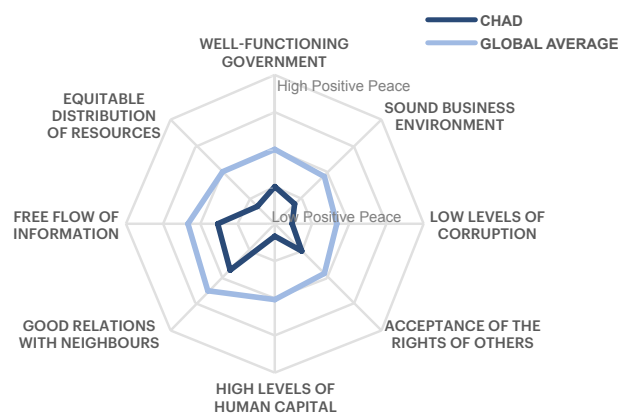 CHAD
GLOBAL AVERAGE
WELL-FUNCTIONING
GOVERNMENT
High Positive Peace
EQUITABLE
DISTRIBUTION
OF RESOURCES
SOUND BUSINESS
ENVIRONMENT
FREE FLOW OF
INFORMATION
Low Positive Peace
LOW LEVELS OF
CORRUPTION
GOOD RELATIONS
WITH NEIGHBOURS
ACCEPTANCE OF THE
RIGHTS OF OTHERS
HIGH LEVELS OF
HUMAN CAPITAL